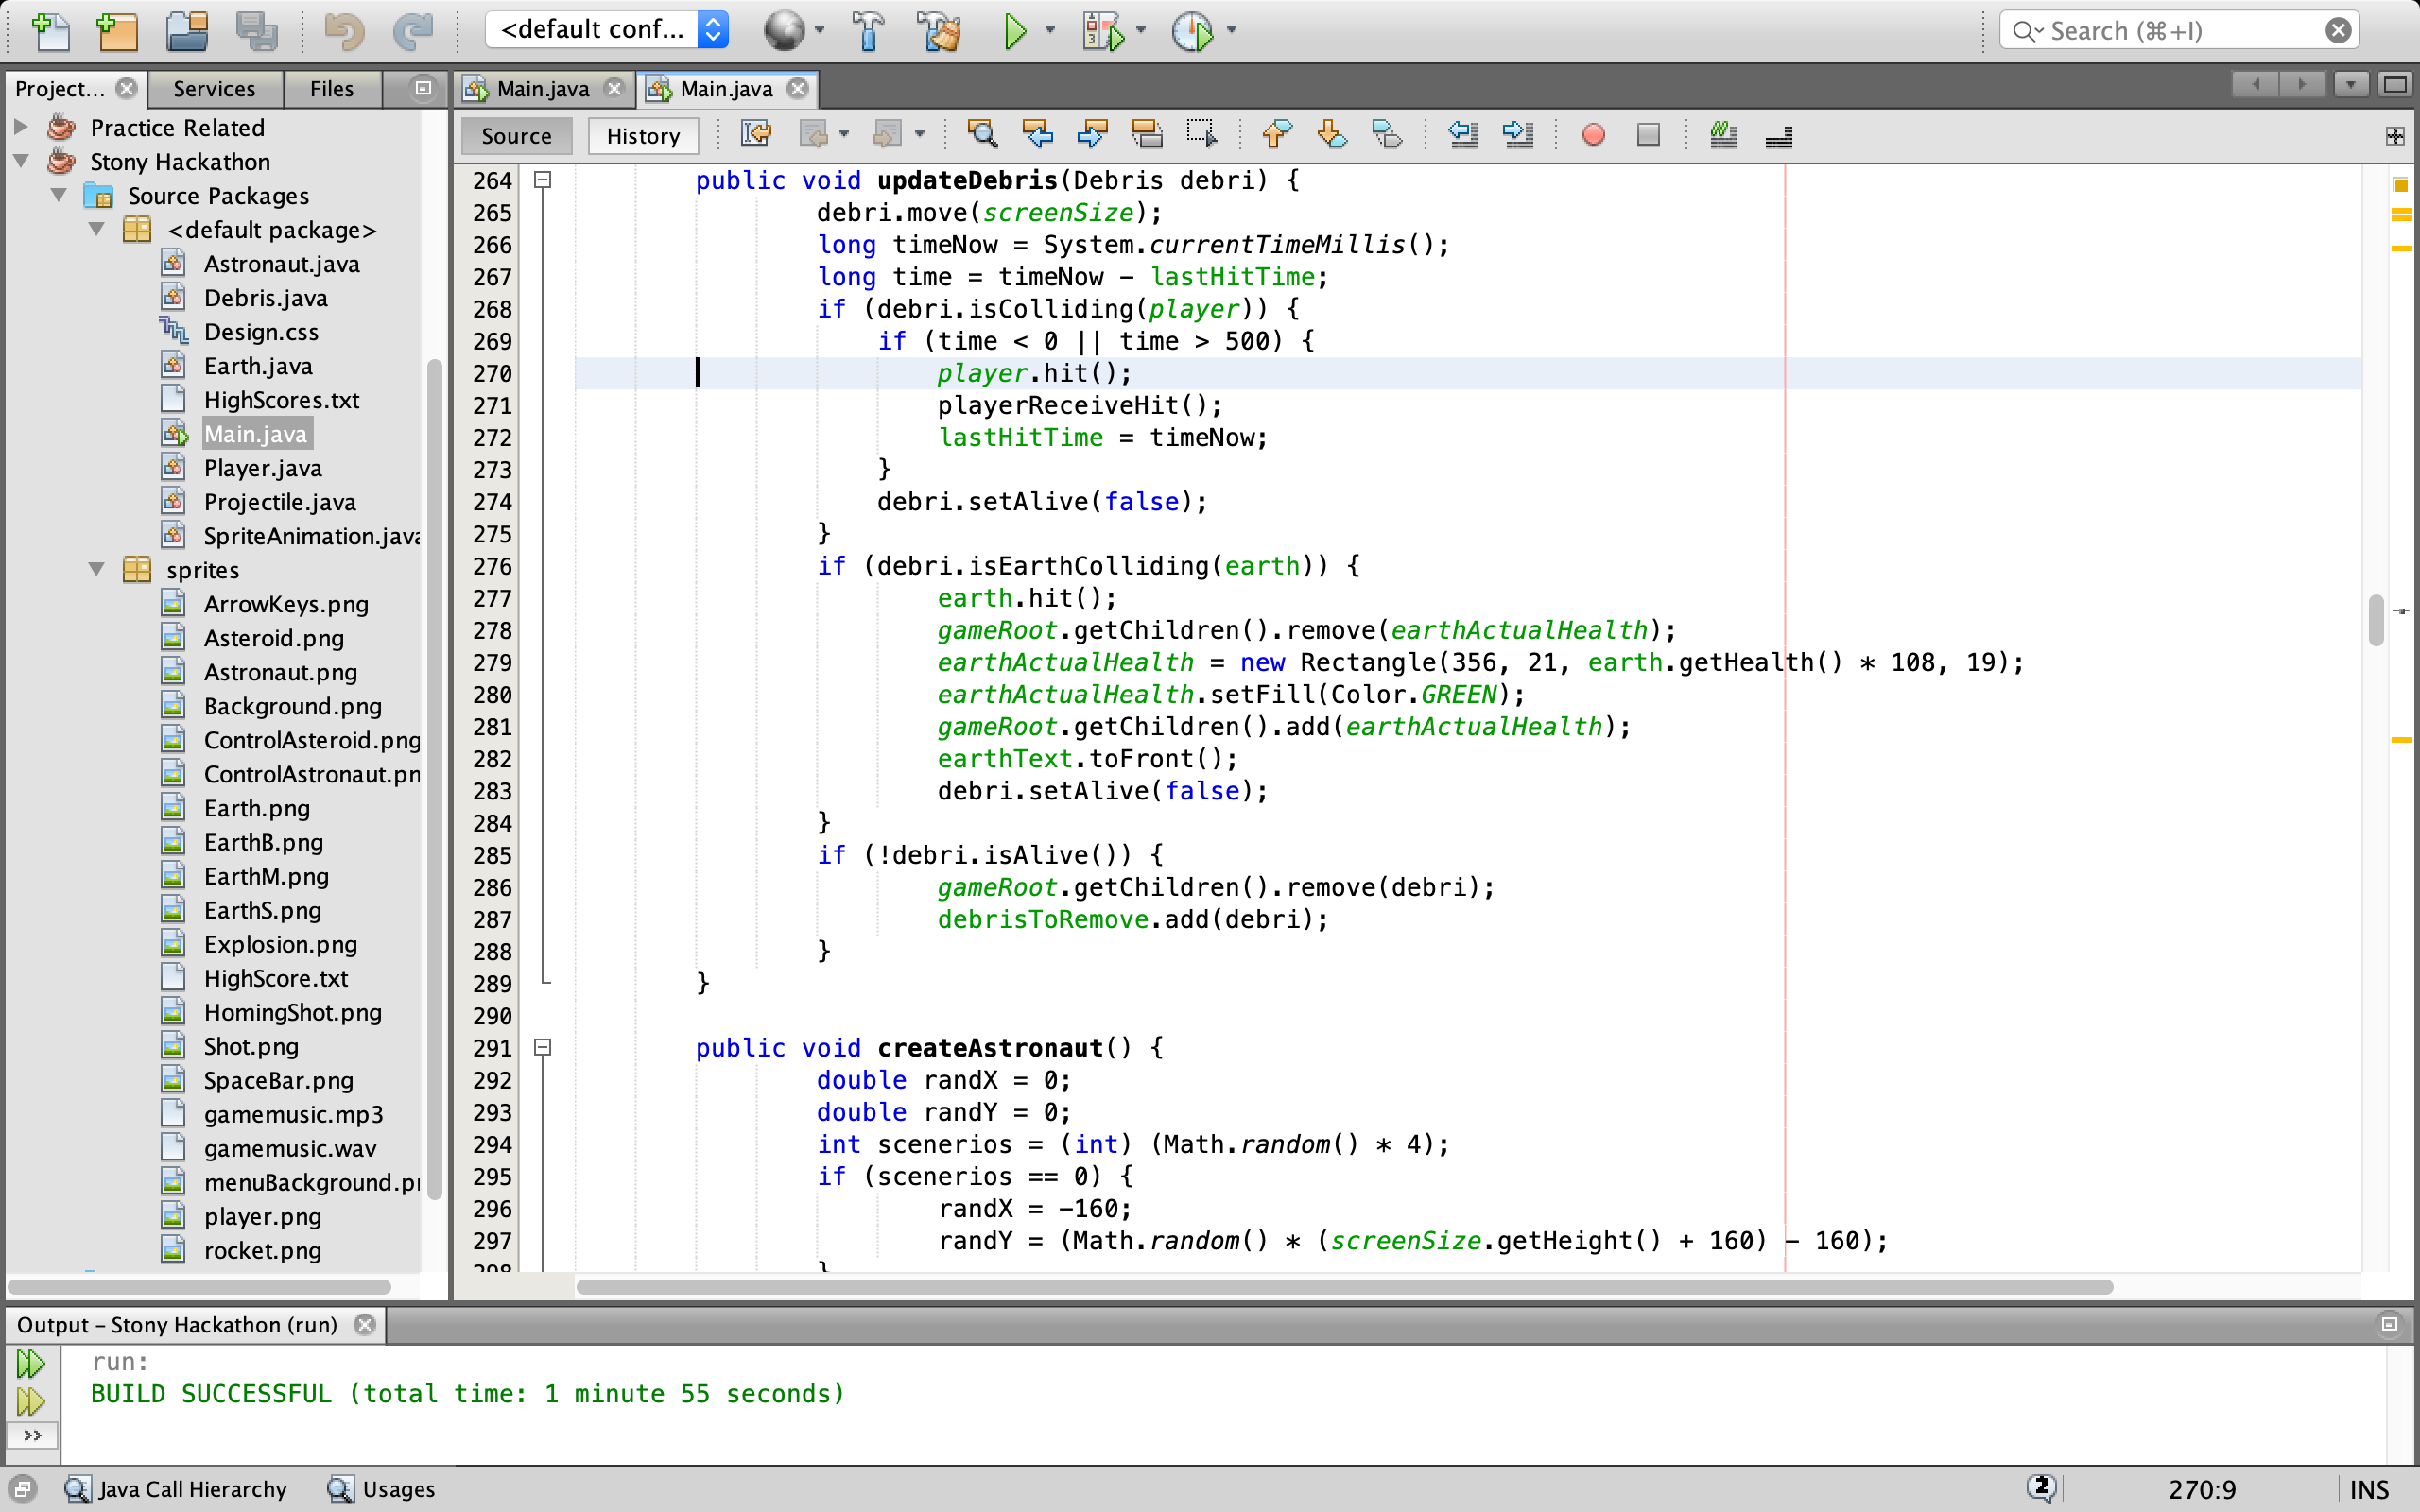 <default conf...
Search (⌘+I)
Project...
Services
Files
Main.java
Main.java
Practice Related
Stony Hackathon
Source Packages
<default package>
Astronaut.java
Debris.java
Design.css
Earth.java
HighScores.txt
Main.java
Player.java
Projectile.java
SpriteAnimation.java
sprites
ArrowKeys.png
Asteroid.png
Astronaut.png
Background.png
ControlAsteroid.png
ControlAstronaut.pn
Earth.png
EarthB.png
EarthM.png
EarthS.png
Explosion.png
HighScore.txt
HomingShot.png
Shot.png
SpaceBar.png
gamemusic.mp3
gamemusic.wav
menuBackground.pn
player.png
rocket.png
Source
History
264 public void updateDebris(Debris debri) {
265 debri.move(screenSize);
266 long timeNow = System.currentTimeMillis();
267 long time = timeNow - lastHitTime;
268 if (debri.isColliding(player)) {
269 if (time < 0 || time > 500) {
270 player.hit();
271 playerReceiveHit();
272 lastHitTime = timeNow;
273 }
274 debri.setAlive(false);
275 }
276 if (debri.isEarthColliding(earth)) {
277 earth.hit();
278 gameRoot.getChildren().remove(earthActualHealth);
279 earthActualHealth = new Rectangle(356, 21, earth.getHealth() * 108, 19);
280 earthActualHealth.setFill(Color.GREEN);
281 gameRoot.getChildren().add(earthActualHealth);
282 earthText.toFront();
283 debri.setAlive(false);
284 }
285 if (!debri.isAlive()) {
286 gameRoot.getChildren().remove(debri);
287 debrisToRemove.add(debri);
288 }
289 }
290
291 public void createAstronaut() {
292 double randX = 0;
293 double randY = 0;
294 int scenerios = (int) (Math.random() * 4);
295 if (scenerios == 0) {
296 randX = -160;
297 randY = (Math.random() * (screenSize.getHeight() + 160) - 160);
298 }
Output - Stony Hackathon (run)
run:
BUILD SUCCESSFUL (total time: 1 minute 55 seconds)
>>
Java Call Hierarchy
Usages
2
270:9
INS